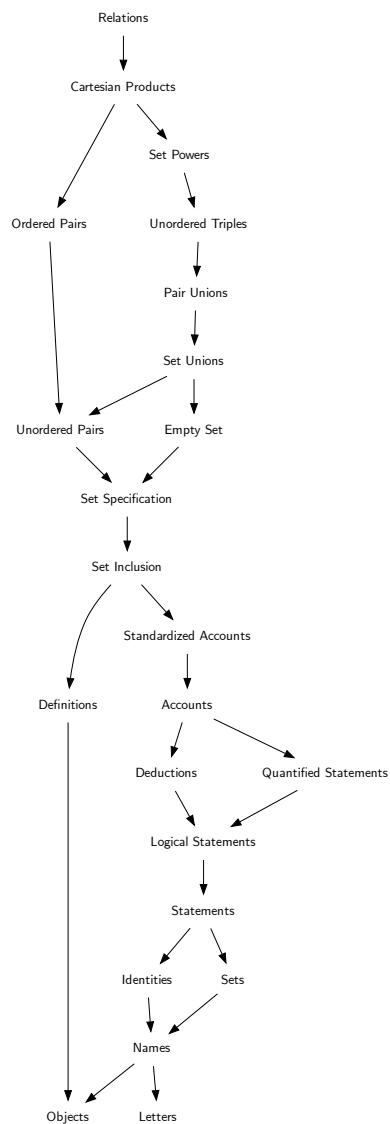 Relations
Cartesian Products
Set Powers
Ordered Pairs
Unordered Triples
Pair Unions
Set Unions
Unordered Pairs
Empty Set
Set Specification
Set Inclusion
Standardized Accounts
Definitions
Accounts
Deductions
Quantified Statements
Logical Statements
Statements
Identities
Sets
Names
Objects
Letters